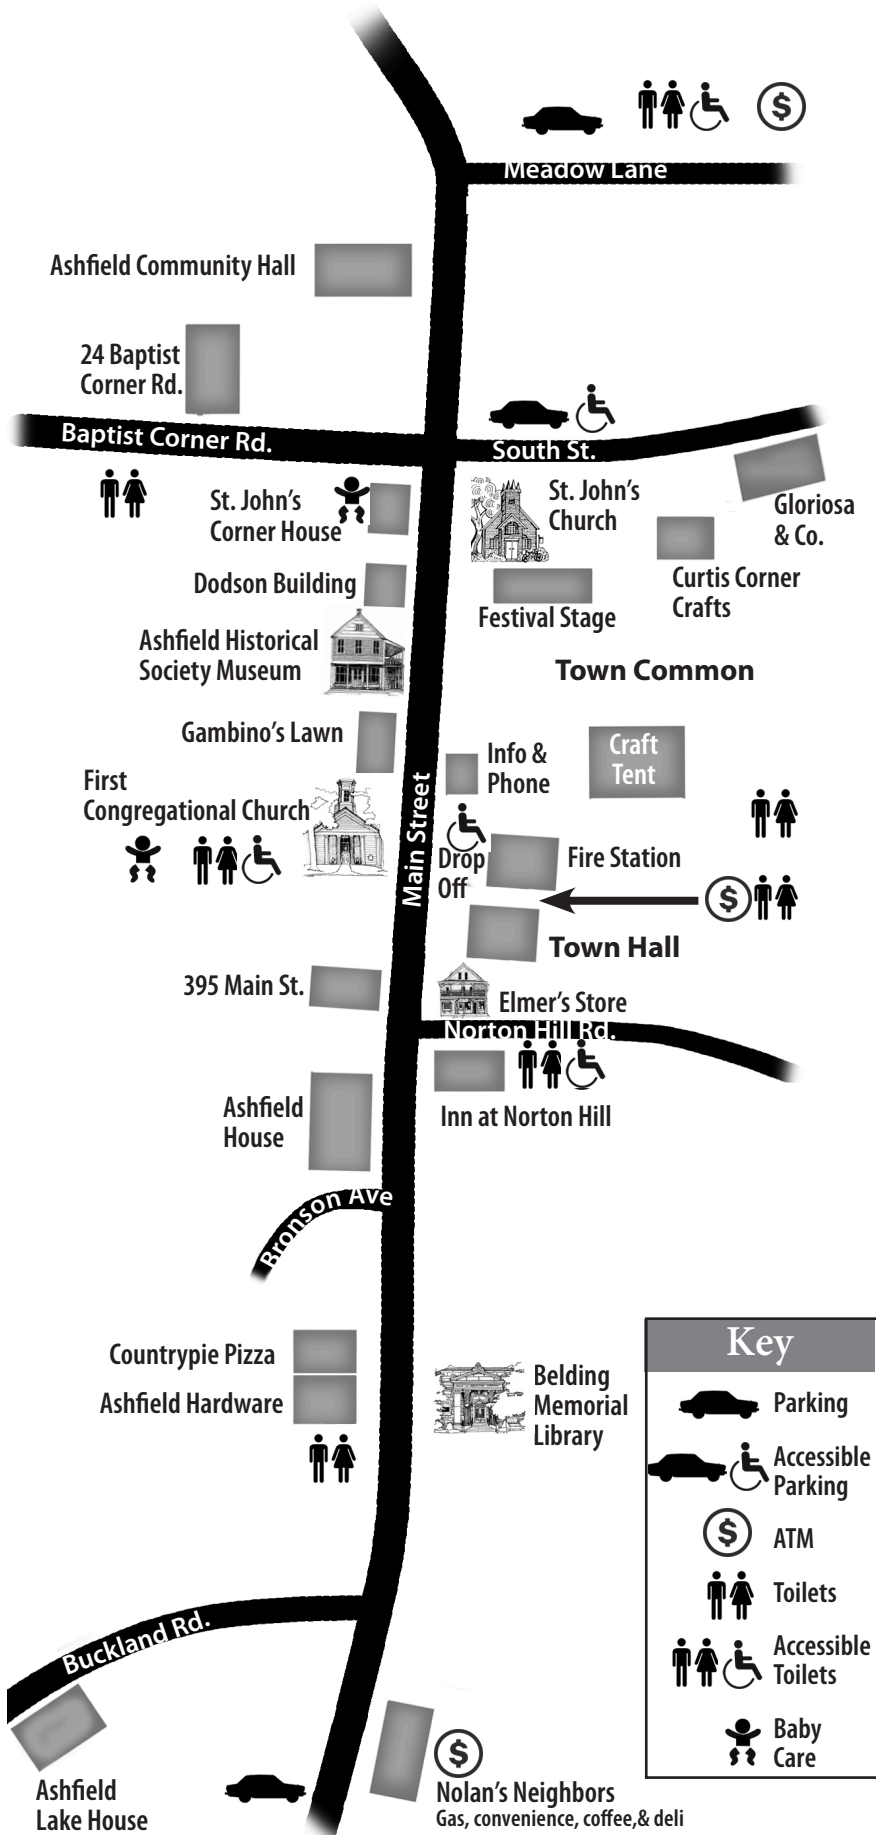 $
Meadow Lane
Ashfield Community Hall
24 Baptist
Corner Rd.
Baptist Corner Rd.
South St.
St. John's
Corner House
St. John's
Church
Gloriosa
& Co.
Dodson Building
Curtis Corner
Crafts
Festival Stage
Ashfield Historical
Society Museum
Town Common
Gambino's Lawn
Info &
Phone
Craft
Tent
First
Congregational Church
Main Street
Drop
Off
Fire Station
$
Town Hall
395 Main St.
Elmer's Store
Norton Hill Rd.
Ashfield
House
Inn at Norton Hill
Bronson Ave
Countrypie Pizza
Ashfield Hardware
Belding
Memorial
Library
Key
Parking
Accessible
Parking
$
ATM
Toilets
Accessible
Toilets
Baby
Care
Buckland Rd.
Ashfield
Lake House
$
Nolan's Neighbors
Gas, convenience, coffee,& deli